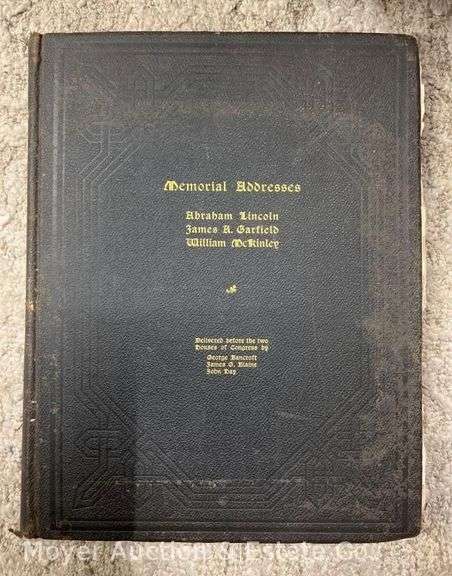 Memorial Addresses
Abraham Lincoln
James A. Garfield
William McKinley
Delivered before the two
Houses of Congress by
George Bancroft
James G. Blaine
John Hay
Moyer Auction & Estate Co.